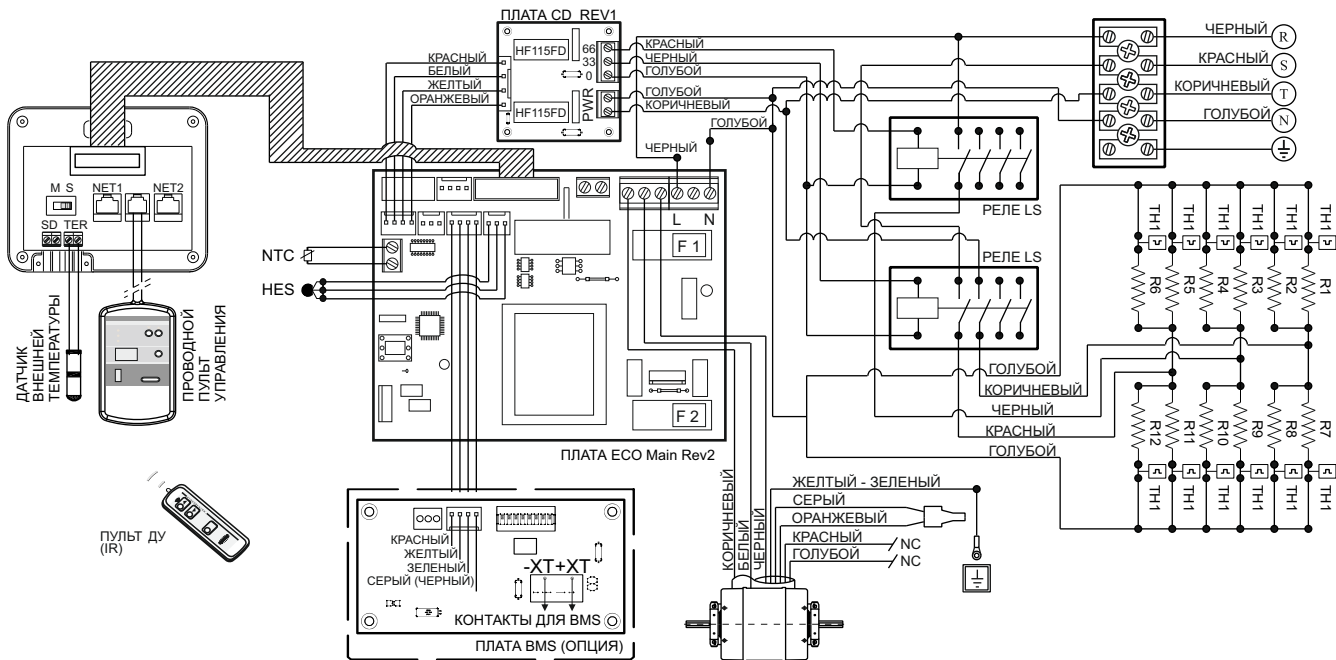 ПЛАТА CD REV1
HF115FD
HF115FD
66
33
0
PWR
КРАСНЫЙ
БЕЛЫЙ
ЖЕЛТЫЙ
ОРАНЖЕВЫЙ
КРАСНЫЙ
ЧЕРНЫЙ
ГОЛУБОЙ
ГОЛУБОЙ
КОРИЧНЕВЫЙ
ГОЛУБОЙ
ЧЕРНЫЙ
ЧЕРНЫЙ R
КРАСНЫЙ S
КОРИЧНЕВЫЙ T
ГОЛУБОЙ N
M S
NET1
NET2
SD
TER
ДАТЧИК
ВНЕШНЕЙ
ТЕМПЕРАТУРЫ
ПРОВОДНОЙ
ПУЛЬТ
УПРАВЛЕНИЯ
NTC
HES
L
N
F 1
F 2
ПЛАТА ECO Main Rev2
РЕЛЕ LS
РЕЛЕ LS
TH1
TH1
TH1
TH1
TH1
TH1
R6
R5
R4
R3
R2
R1
ГОЛУБОЙ
КОРИЧНЕВЫЙ
ЧЕРНЫЙ
КРАСНЫЙ
ГОЛУБОЙ
R12
R11
R10
R9
R8
R7
TH1
TH1
TH1
TH1
TH1
TH1
ПУЛЬТ ДУ
(IR)
КРАСНЫЙ
ЖЕЛТЫЙ
ЗЕЛЕНЫЙ
СЕРЫЙ (ЧЕРНЫЙ)
-XT+XT
КОНТАКТЫ ДЛЯ BMS
ПЛАТА BMS (ОПЦИЯ)
КОРИЧНЕВЫЙ
БЕЛЫЙ
ЧЕРНЫЙ
ЖЕЛТЫЙ - ЗЕЛЕНЫЙ
СЕРЫЙ
ОРАНЖЕВЫЙ
КРАСНЫЙ
NC
ГОЛУБОЙ
NC